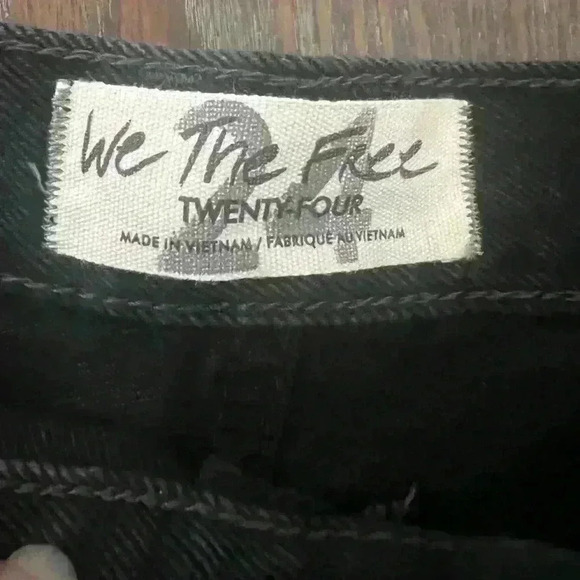 24
We The Free
TWENTY-FOUR
MADE IN VIETNAM / FABRIQUE AU VIETNAM